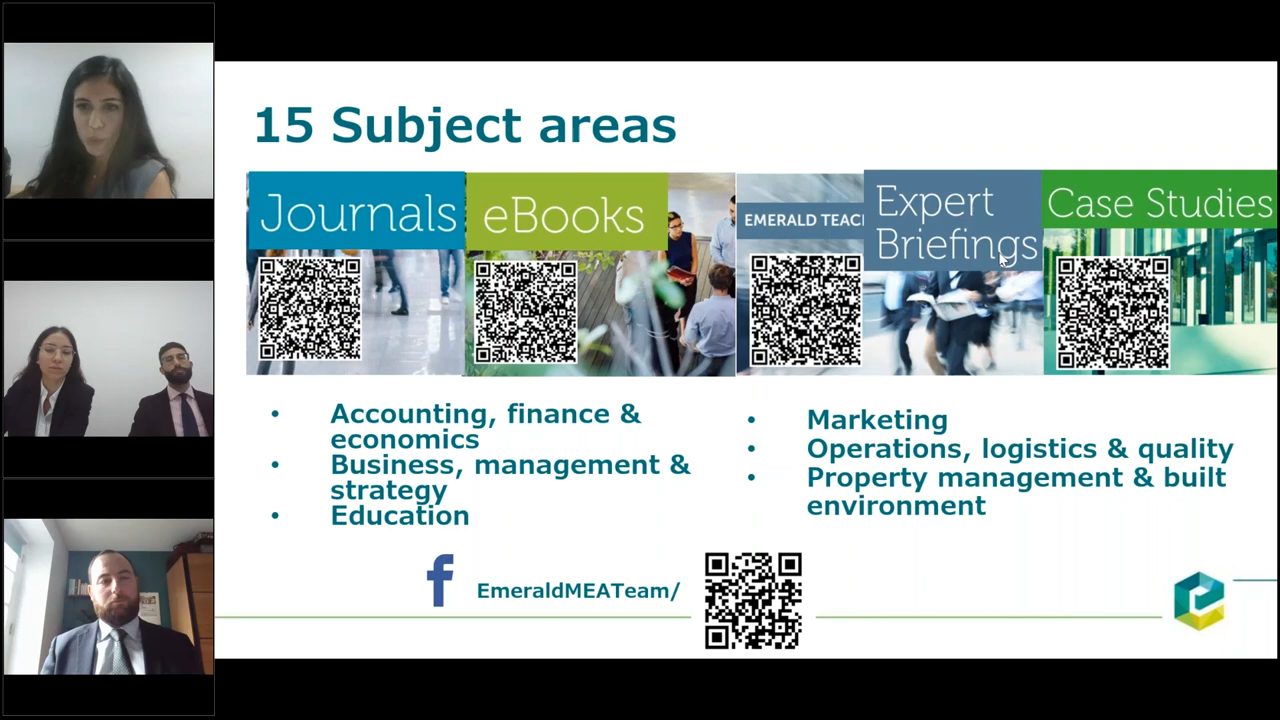 15 Subject areas
Journals
eBooks
EMERALD TEAC
Expert
Briefings
Case Studies
• Accounting, finance &
economics
• Business, management &
strategy
• Education
• Marketing
• Operations, logistics & quality
• Property management & built
environment
f EmeraldMEATeam/